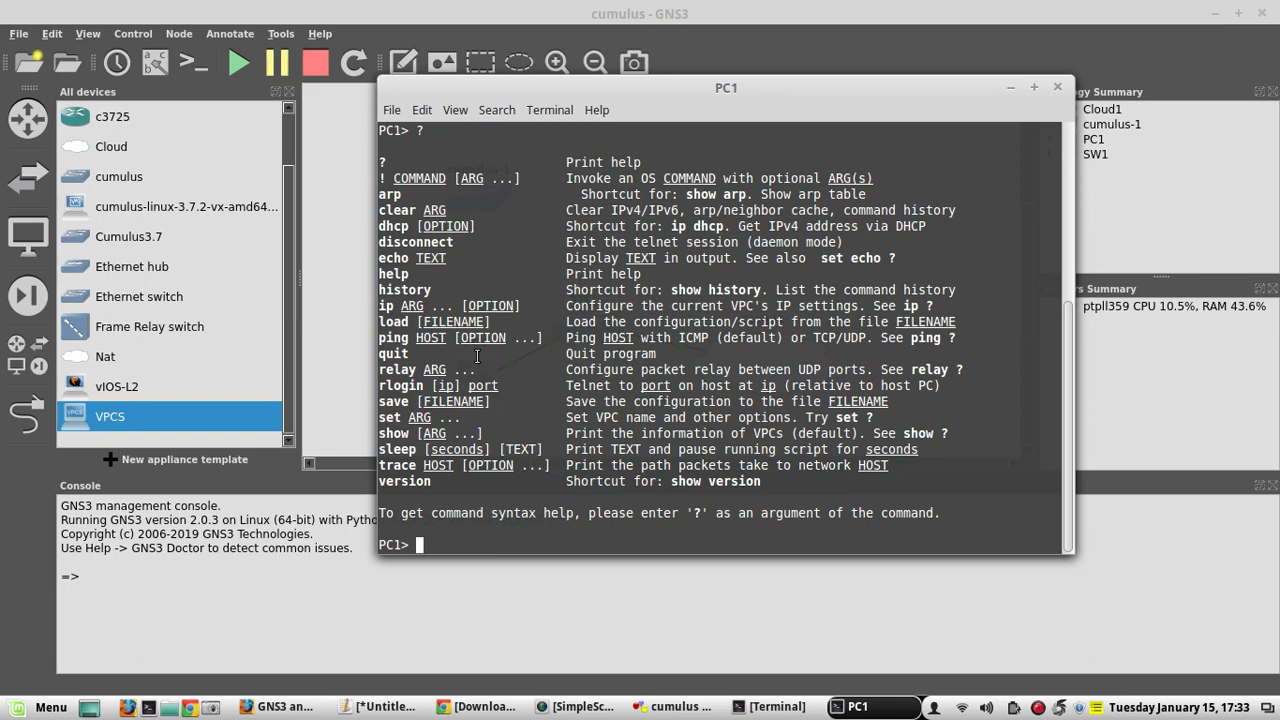 cumulus - GNS3
File Edit View Control Node Annotate Tools Help
All devices
c3725
Cloud
cumulus
cumulus-linux-3.7.2-vx-amd64...
Cumulus3.7
Ethernet hub
Ethernet switch
Frame Relay switch
Nat
vIOS-L2
VPCS
New appliance template
PC1
File Edit View Search Terminal Help
PC1> ?
? Print help
! COMMAND [ARG ...] Invoke an OS COMMAND with optional ARG(s)
arp Shortcut for: show arp. Show arp table
clear ARG Clear IPv4/IPv6, arp/neighbor cache, command history
dhcp [OPTION] Shortcut for: ip dhcp. Get IPv4 address via DHCP
disconnect Exit the telnet session (daemon mode)
echo TEXT Display TEXT in output. See also set echo ?
help Print help
history Shortcut for: show history. List the command history
ip ARG ... [OPTION] Configure the current VPC's IP settings. See ip ?
load [FILENAME] Load the configuration/script from the file FILENAME
ping HOST [OPTION ...] Ping HOST with ICMP (default) or TCP/UDP. See ping ?
quit Quit program
relay ARG ... Configure packet relay between UDP ports. See relay ?
rlogin [ip] port Telnet to port on host at ip (relative to host PC)
save [FILENAME] Save the configuration to the file FILENAME
set ARG ... Set VPC name and other options. Try set ?
show [ARG ...] Print the information of VPCs (default). See show ?
sleep [seconds] [TEXT] Print TEXT and pause running script for seconds
trace HOST [OPTION ...] Print the path packets take to network HOST
version Shortcut for: show version
To get command syntax help, please enter '?' as an argument of the command.
PC1>
Summary
Cloud1
cumulus-1
PC1
SW1
Summary
ptpll359 CPU 10.5%, RAM 43.6%
Console
GNS3 management console.
Running GNS3 version 2.0.3 on Linux (64-bit) with Pyth
Copyright (c) 2006-2019 GNS3 Technologies.
Use Help -> GNS3 Doctor to detect common issues.
=>
Menu
GNS3 an...
[*Untitle...
[Downloa...
[SimpleSc...
cumulus ...
[Terminal]
PC1
Tuesday January 15, 17:33